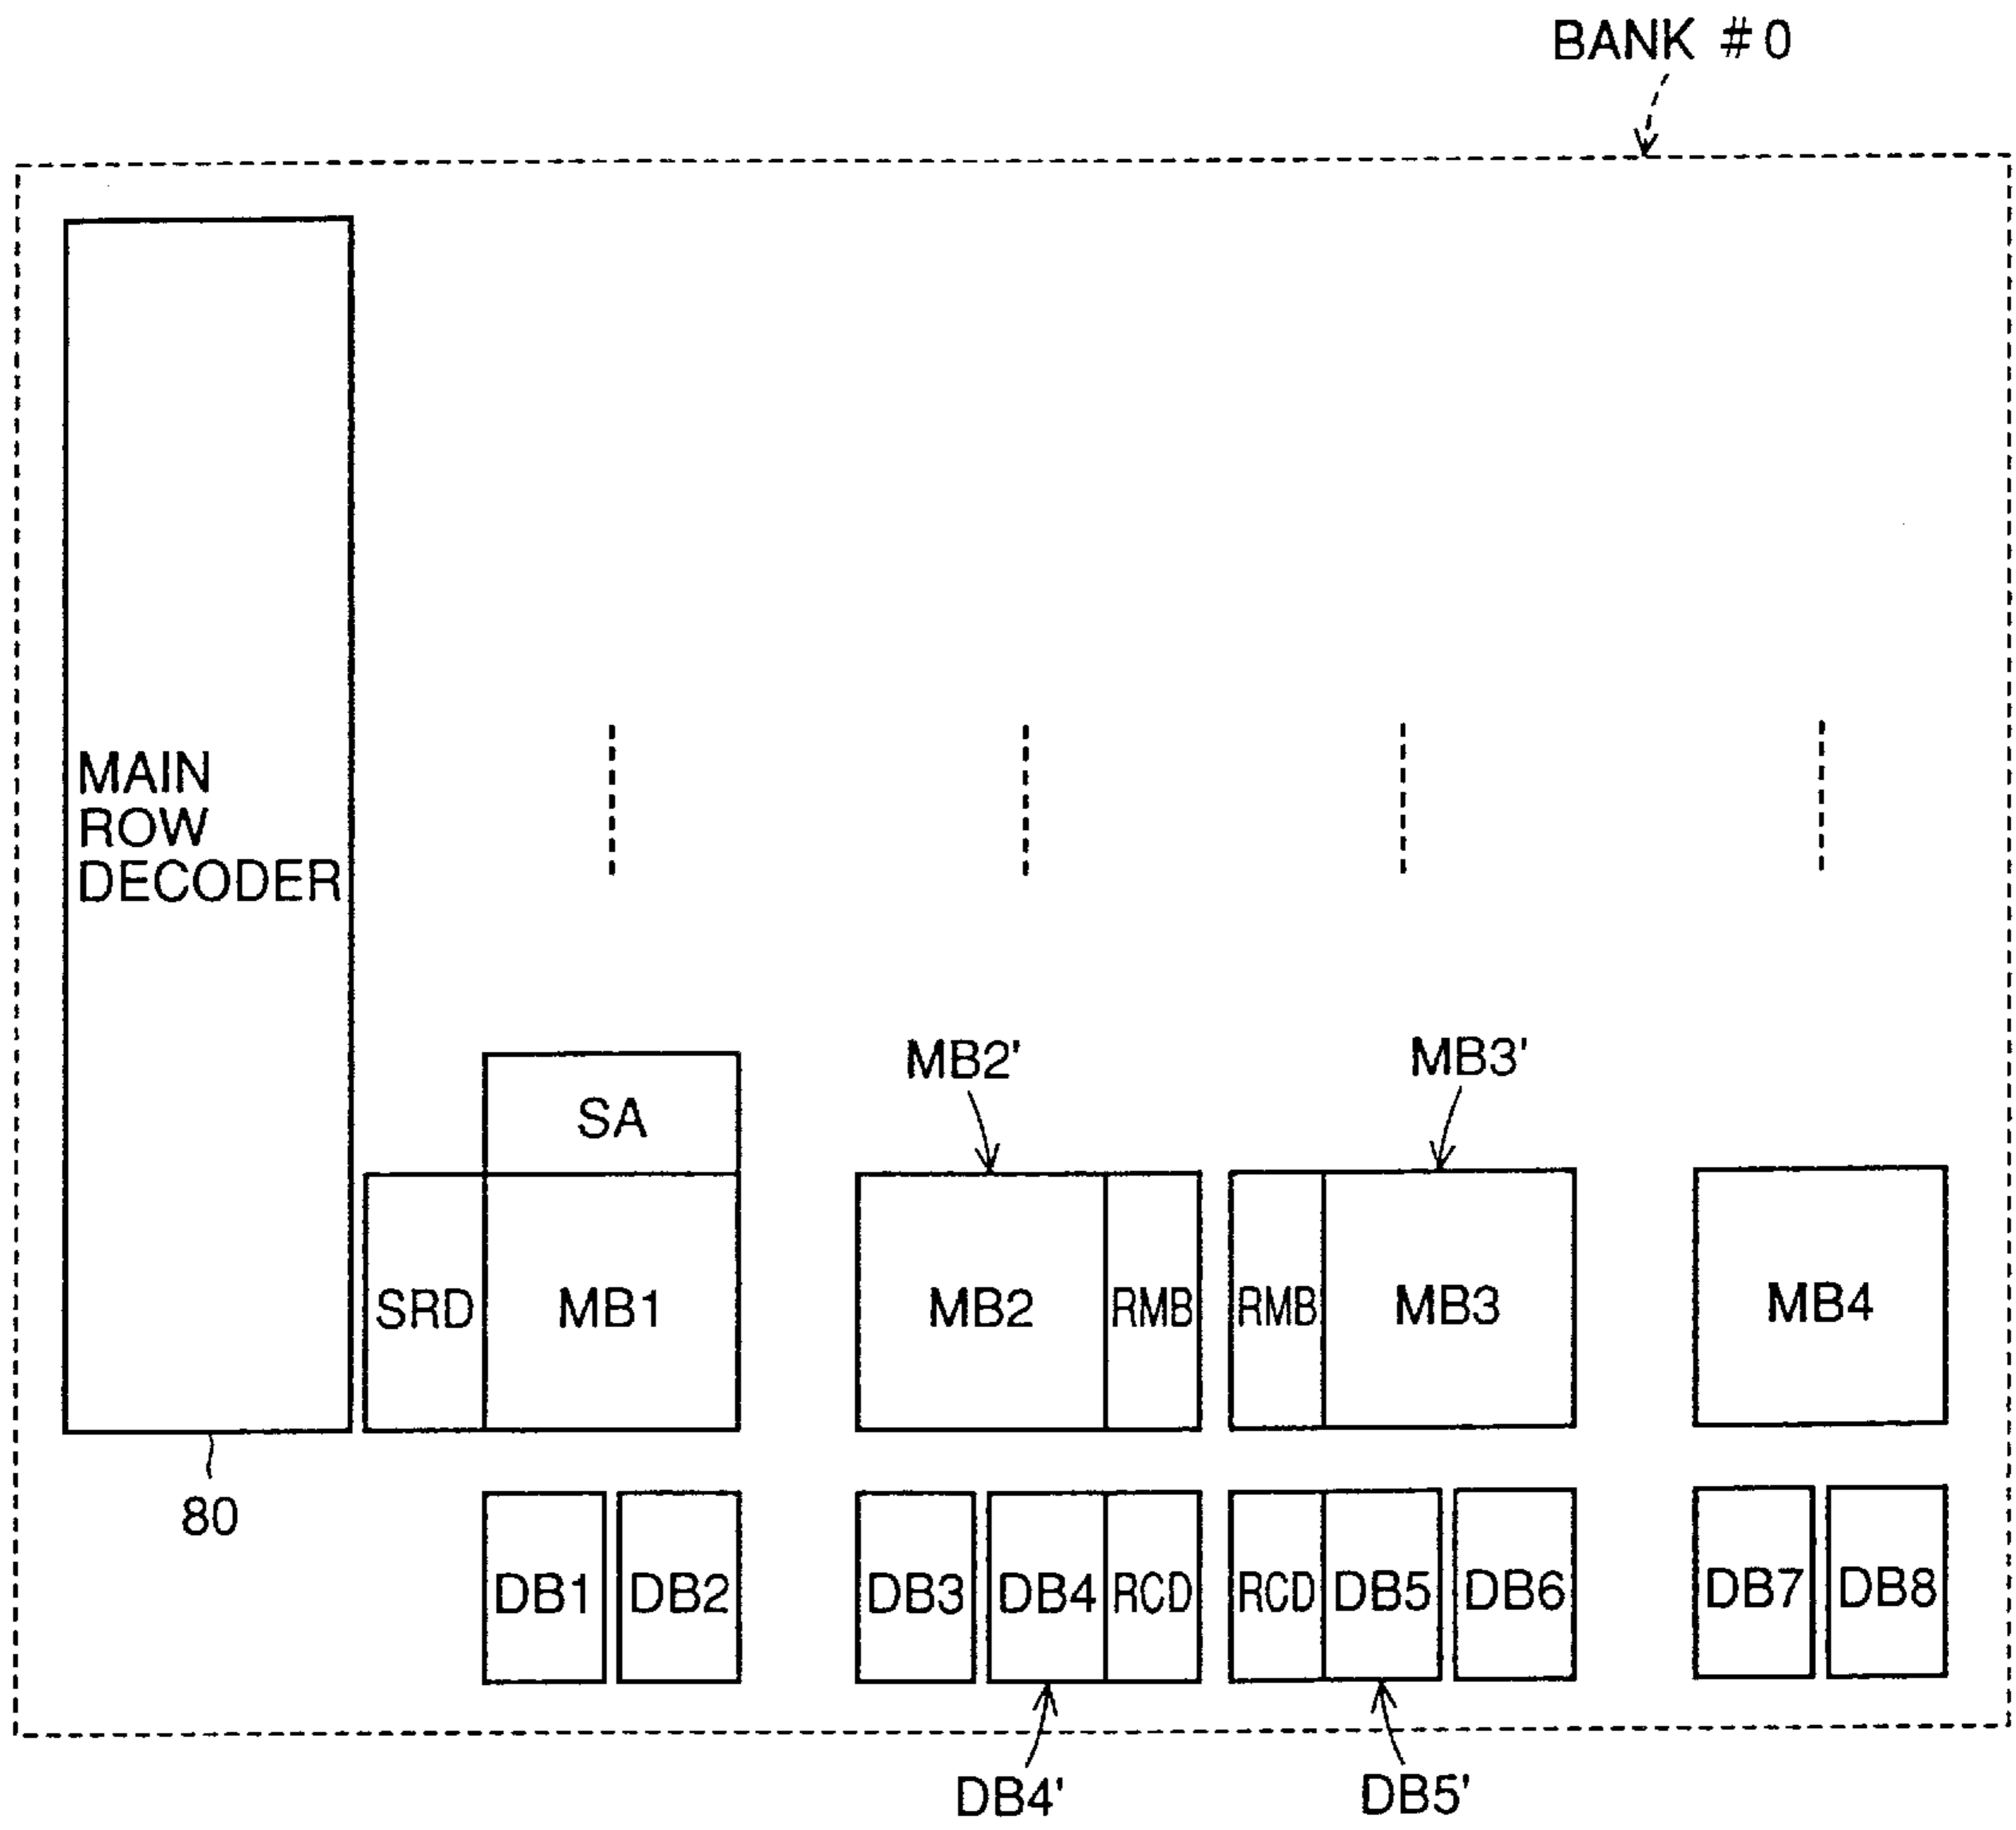 BANK #0
MAIN
ROW
DECODER
SA
MB2'
MB3'
SRD
MB1
MB2
RMB
RMB
MB3
MB4
80
DB1
DB2
DB3
DB4
RCD
RCD
DB5
DB6
DB7
DB8
DB4'
DB5'